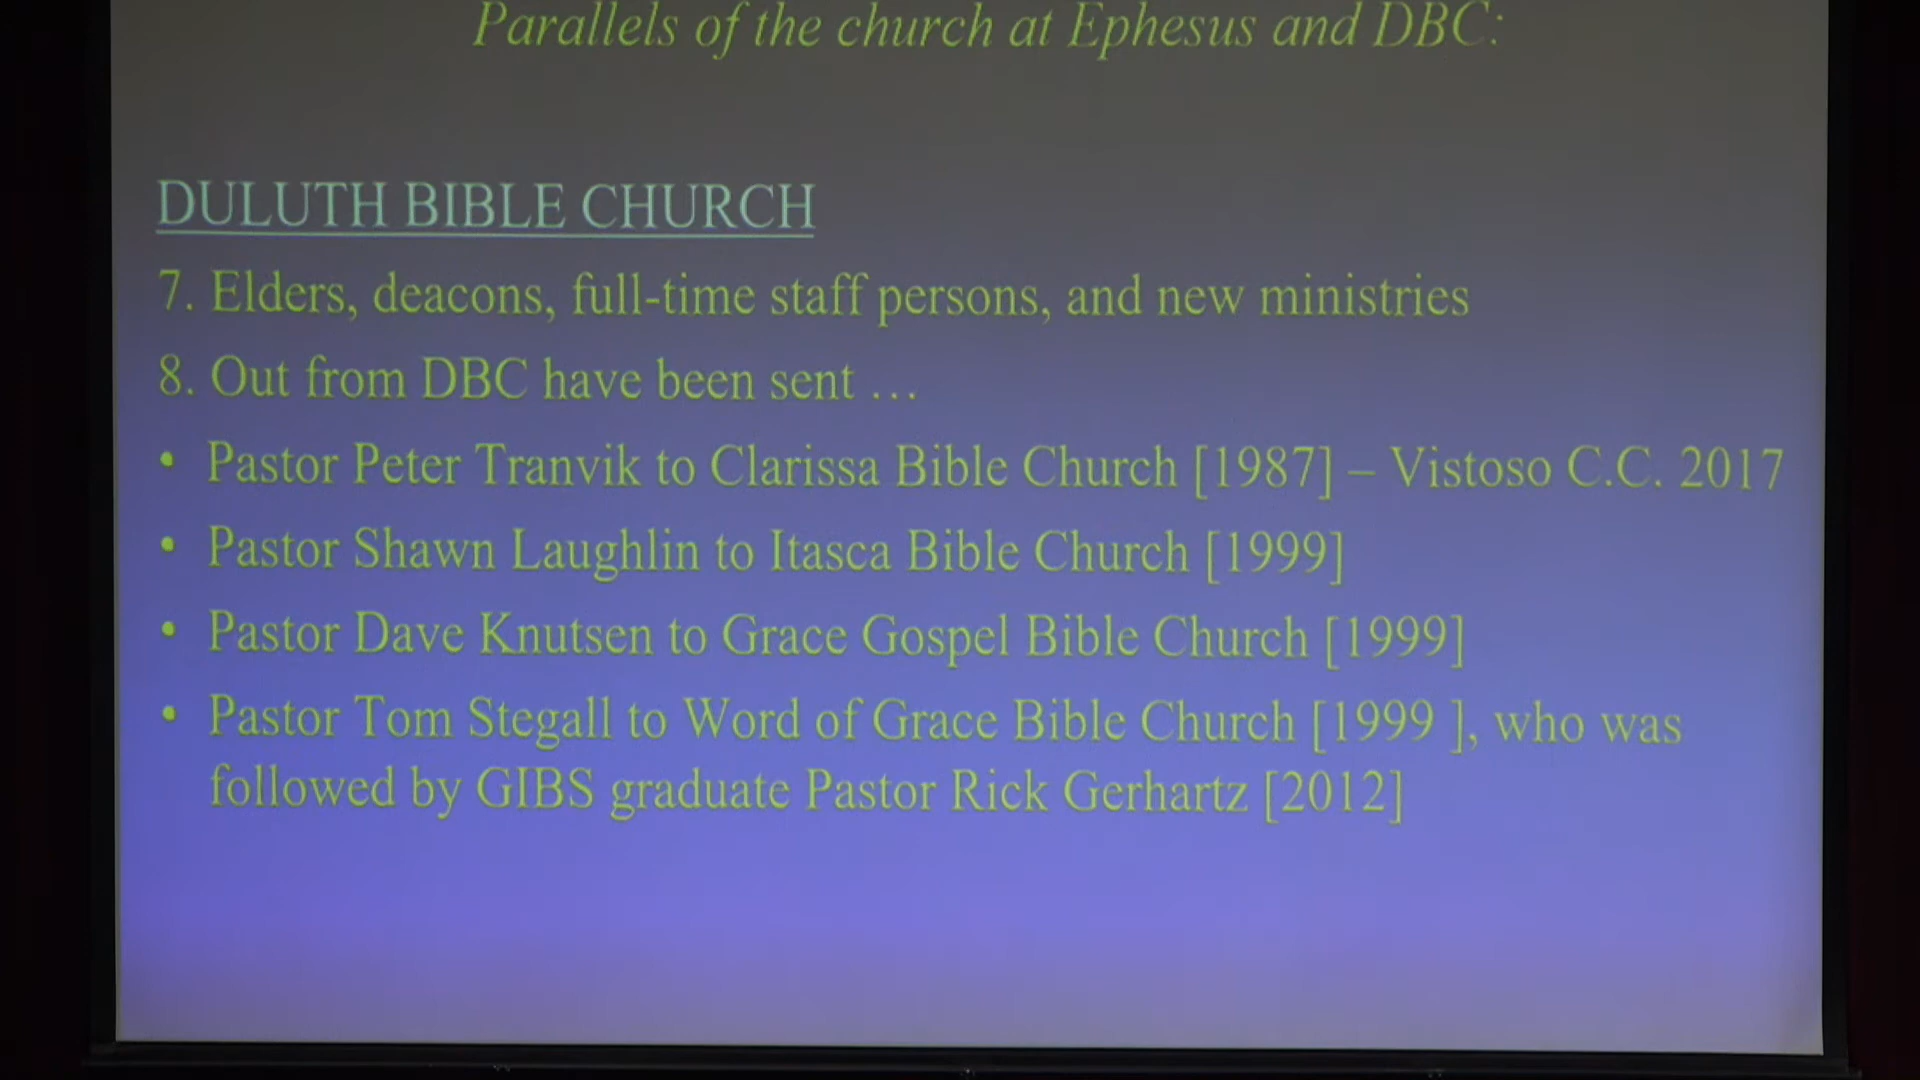 Parallels of the church at Ephesus and DBC:
DULUTH BIBLE CHURCH
7. Elders, deacons, full-time staff persons, and new ministries
8. Out from DBC have been sent …
• Pastor Peter Tranvik to Clarissa Bible Church [1987] – Vistoso C.C. 2017
• Pastor Shawn Laughlin to Itasca Bible Church [1999]
• Pastor Dave Knutsen to Grace Gospel Bible Church [1999]
• Pastor Tom Stegall to Word of Grace Bible Church [1999 ], who was
followed by GIBS graduate Pastor Rick Gerhartz [2012]